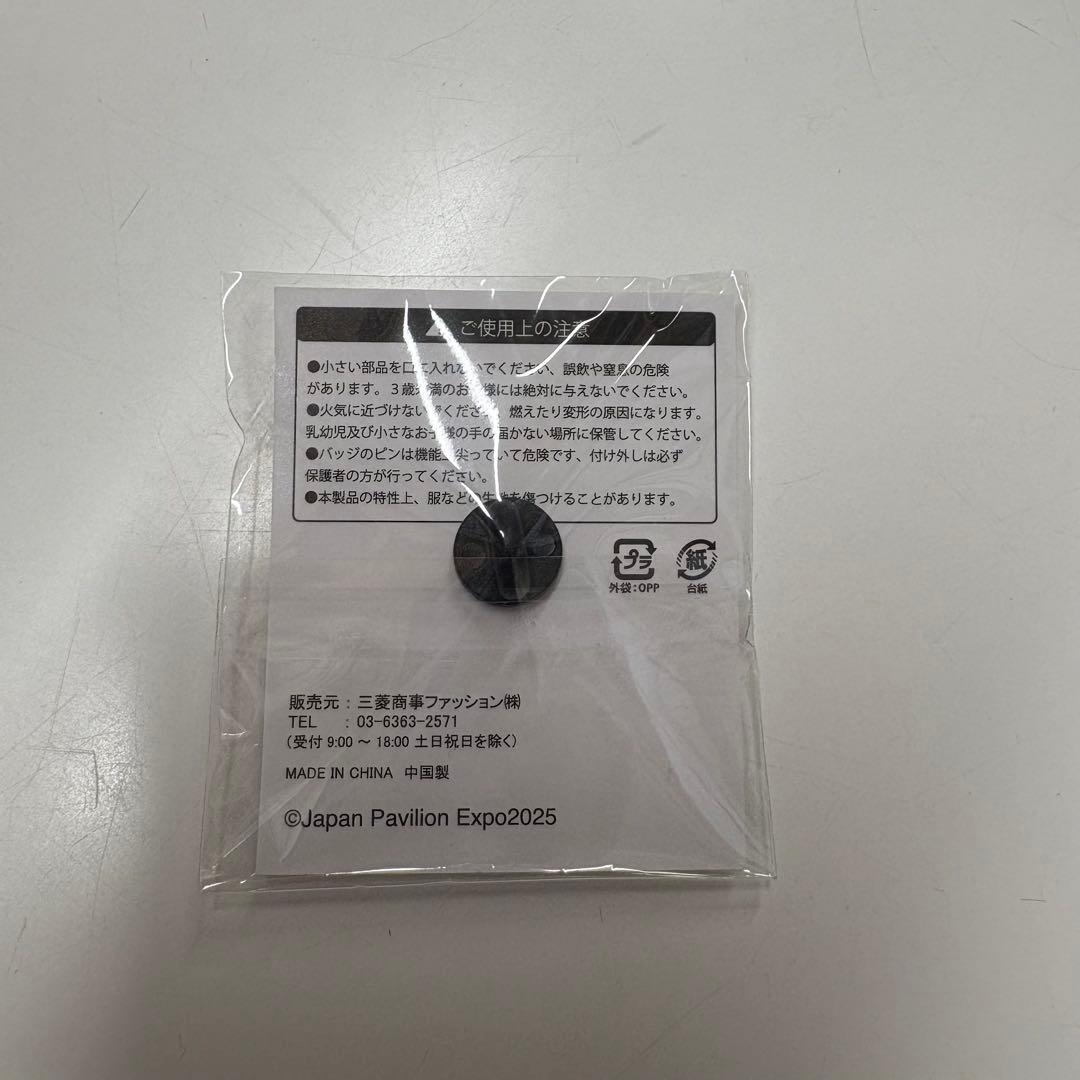 ご使用上の注意
●小さい部品を口に入れないでください、誤飲や窒息の危険
があります。３歳未満のお子様には絶対に与えないでください。
●火気に近づけないでください 燃えたり変形の原因になります。
乳幼児及び小さなお子様の手の届かない場所に保管してください。
●バッジのピンは機能上尖っていて危険です、付け外しは必ず
保護者の方が行ってください。
●本製品の特性上、服などの生地を傷つけることがあります。
プラ 紙
外袋：OPP 台紙
販売元：三菱商事ファッション㈱
TEL ：03-6363-2571
(受付 9:00 ～ 18:00 土日祝日を除く)
MADE IN CHINA 中国製
©Japan Pavilion Expo2025